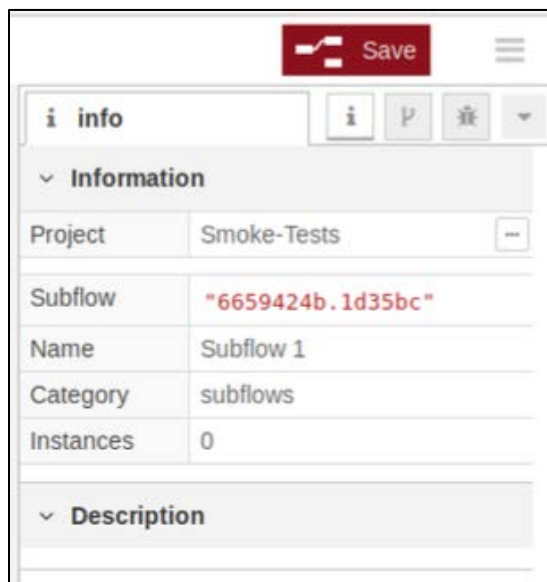 Save
i info i
Information
Project Smoke-Tests ...
Subflow "6659424b.1d35bc"
Name Subflow 1
Category subflows
Instances 0
Description